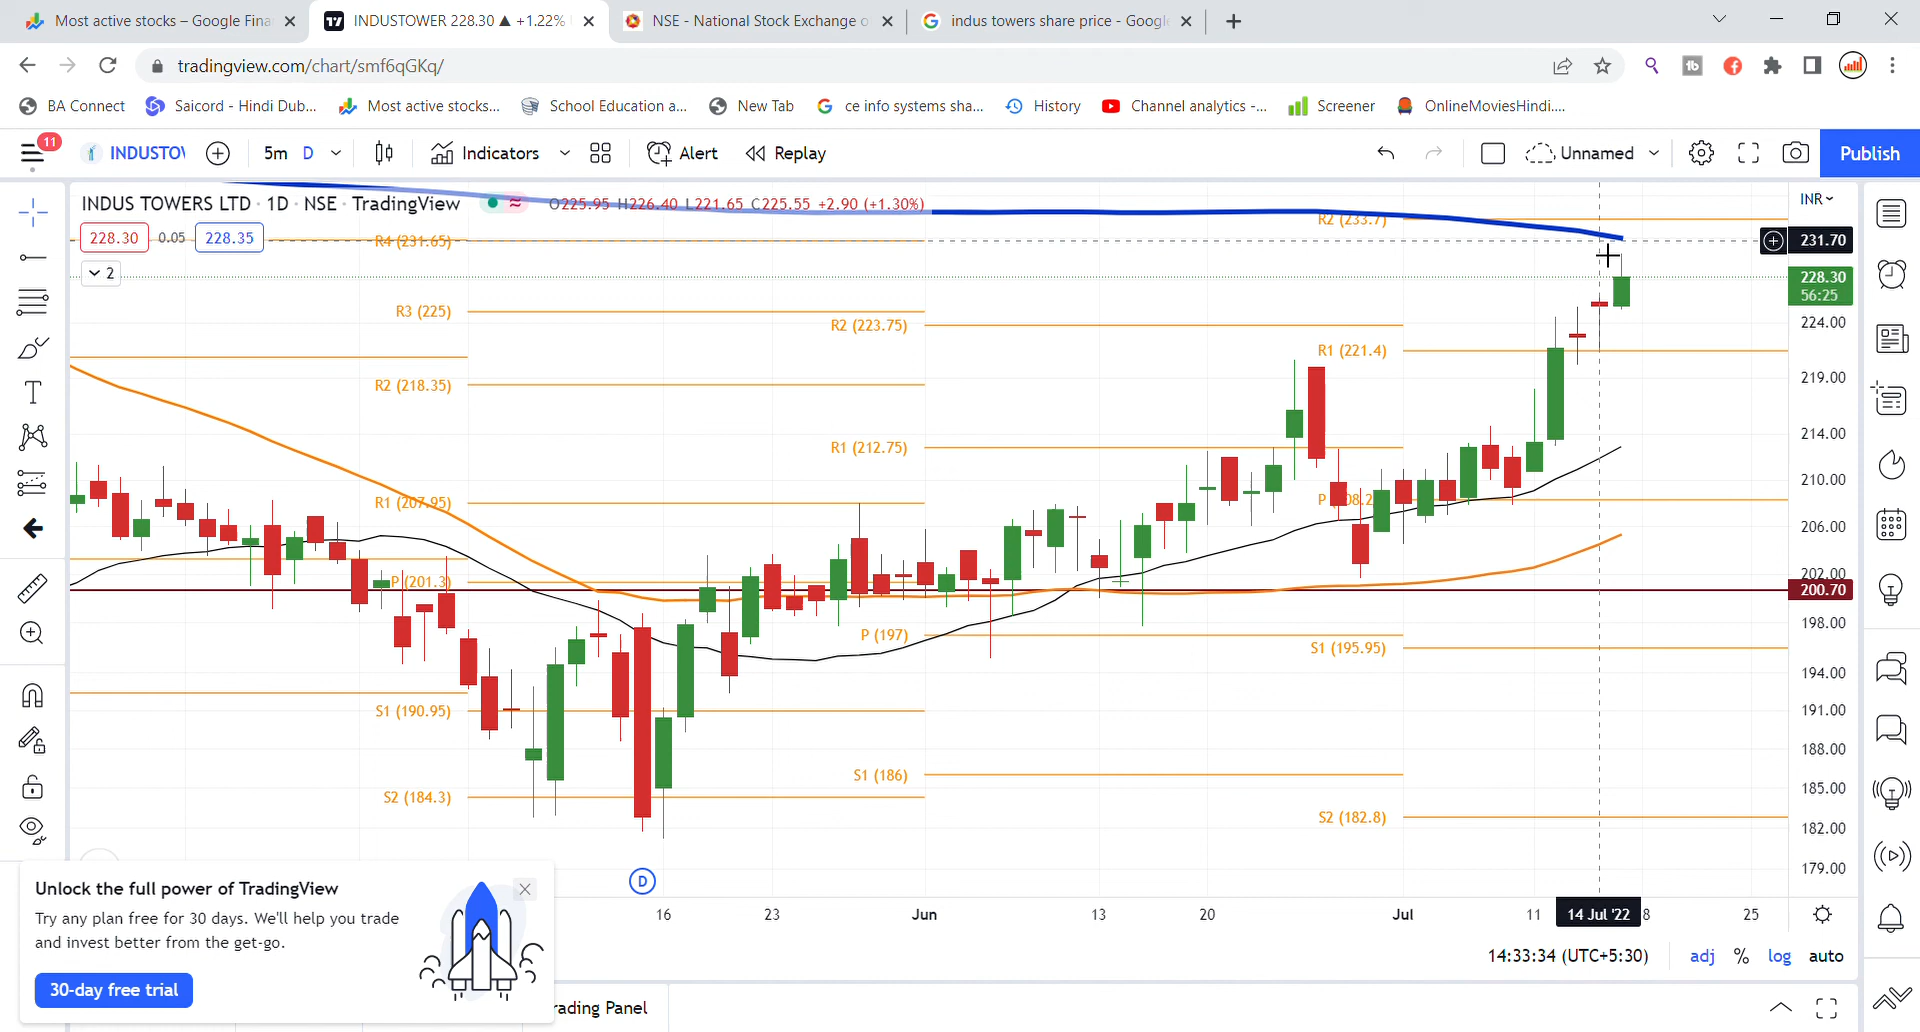 Most active stocks – Google Fina
INDUSTOWER 228.30 ▲ +1.22%
NSE - National Stock Exchange o
indus towers share price - Google
tradingview.com/chart/smf6qGKq/
BA Connect
Saicord - Hindi Dub...
Most active stocks...
School Education a...
New Tab
ce info systems sha...
History
Channel analytics -...
Screener
OnlineMoviesHindi....
11
INDUSTOW
5m
D
Indicators
Alert
Replay
Unnamed
Publish
INDUS TOWERS LTD · 1D · NSE · TradingView
O225.95 H226.40 L221.65 C225.55 +2.90 (+1.30%)
INR
228.30
0.05
228.35
2
R4 (231.65)
R3 (225)
R2 (218.35)
R1 (207.95)
P (201.3)
S1 (190.95)
S2 (184.3)
R2 (223.75)
R1 (212.75)
P (197)
S1 (186)
R2 (233.7)
R1 (221.4)
S1 (195.95)
S2 (182.8)
231.70
228.30
56:25
224.00
219.00
214.00
210.00
206.00
202.00
200.70
198.00
194.00
191.00
188.00
185.00
182.00
179.00
D
16
23
Jun
13
20
Jul
11
14 Jul '22
8
25
Unlock the full power of TradingView
Try any plan free for 30 days. We'll help you trade
and invest better from the get-go.
30-day free trial
14:33:34 (UTC+5:30)
adj
%
log
auto
rading Panel